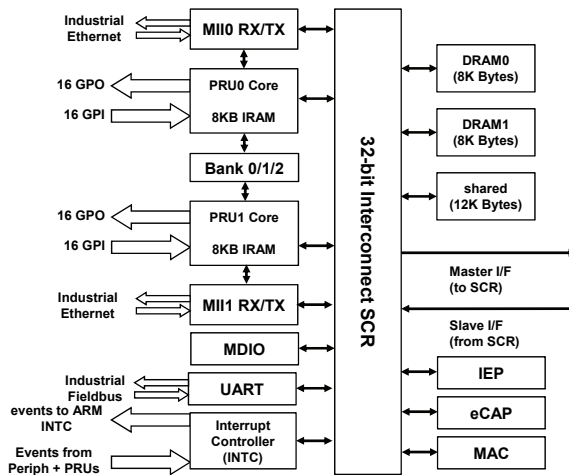 Industrial
Ethernet
MII0 RX/TX
16 GPO
16 GPI
PRU0 Core
8KB IRAM
Bank 0/1/2
16 GPO
16 GPI
PRU1 Core
8KB IRAM
Industrial
Ethernet
MII1 RX/TX
MDIO
Industrial
Fieldbus
UART
events to ARM
INTC
Events from
Periph + PRUs
Interrupt
Controller
(INTC)
32-bit Interconnect SCR
DRAM0
(8K Bytes)
DRAM1
(8K Bytes)
shared
(12K Bytes)
Master I/F
(to SCR)
Slave I/F
(from SCR)
IEP
eCAP
MAC